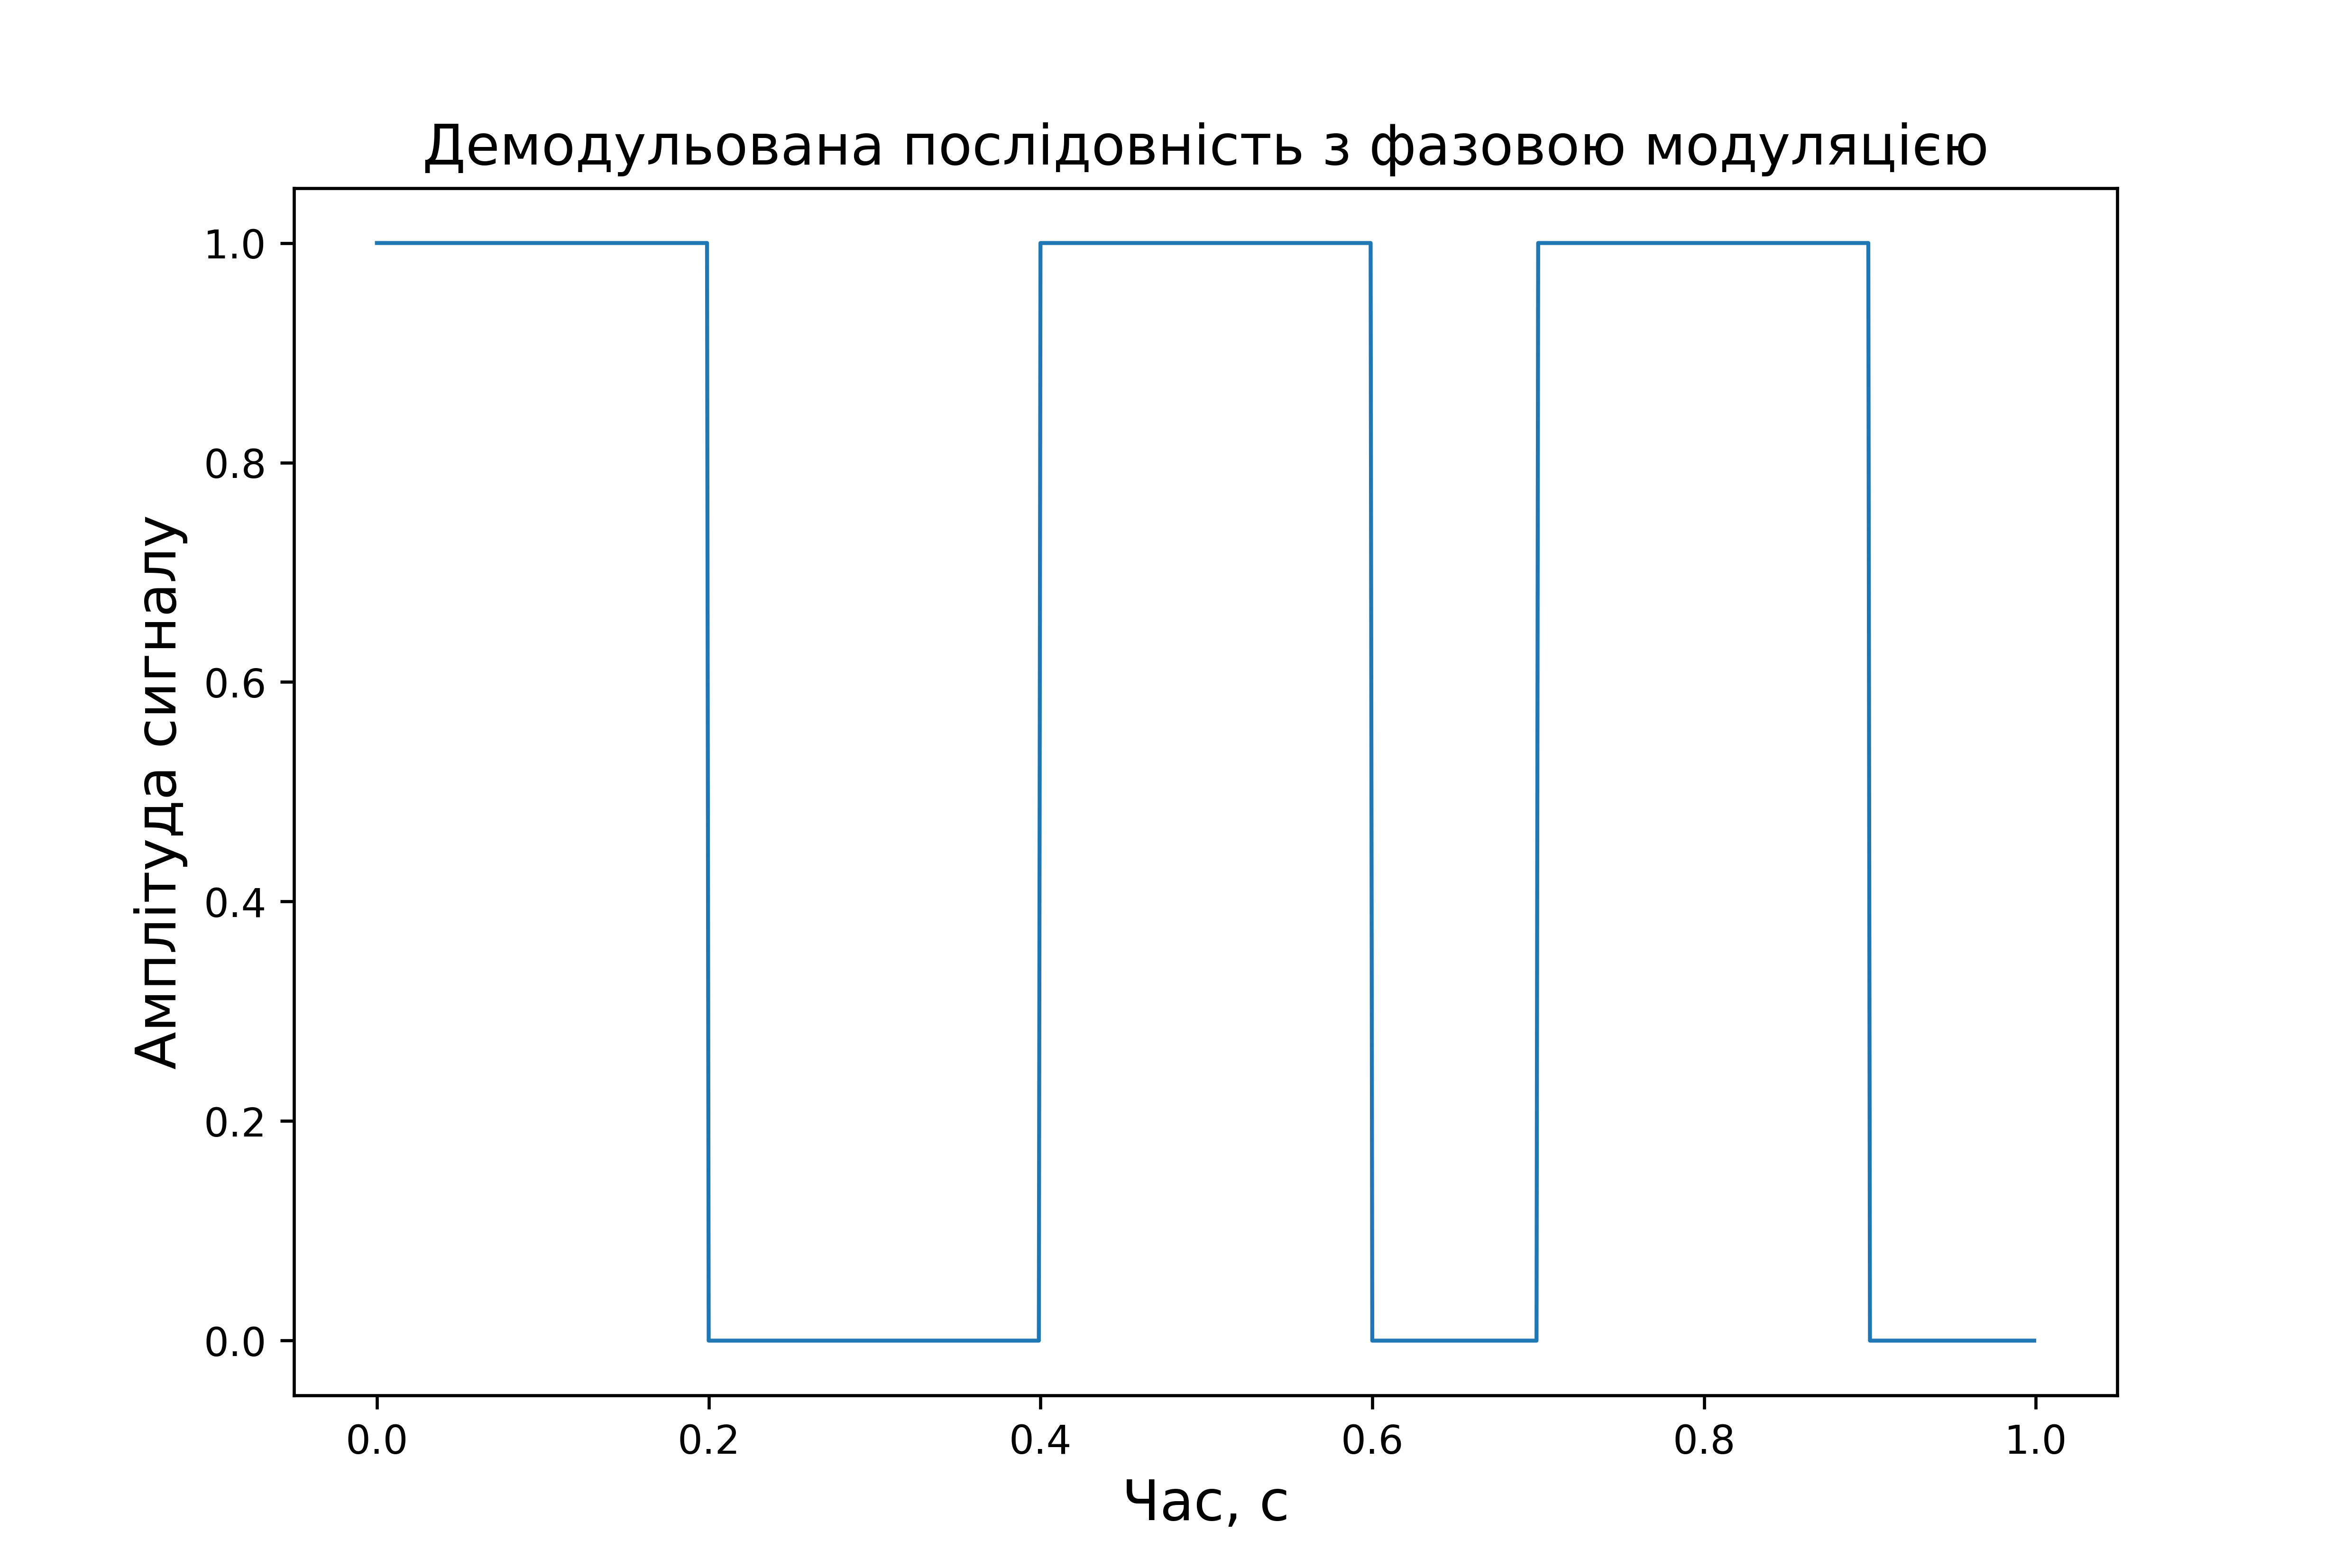 Демодульована послідовність з фазовою модуляцією
Амплітуда сигналу
1.0
0.8
0.6
0.4
0.2
0.0
0.0 0.2 0.4 0.6 0.8 1.0
Час, с